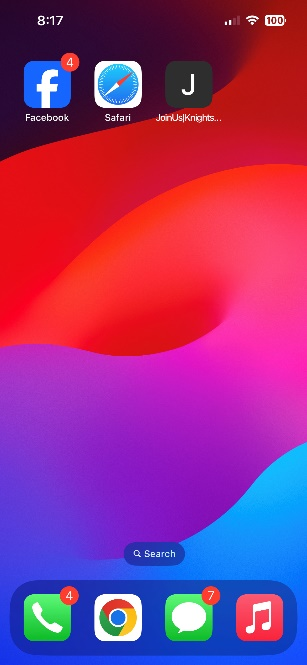 8:17
100
4
J
Facebook
Safari
JoinUs|Knights...
Search
4
7